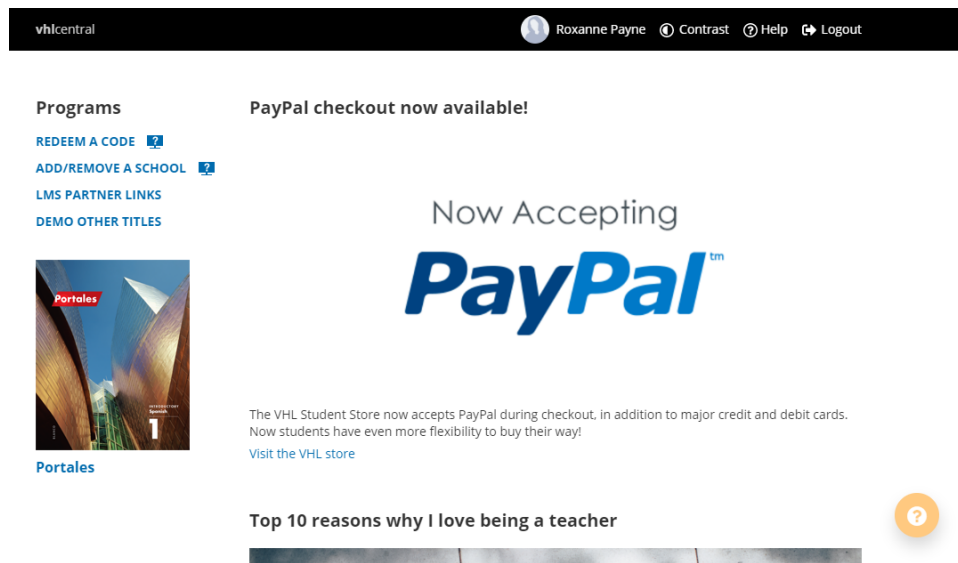 vhlcentral
Roxanne Payne
Contrast
Help
Logout
Programs
REDEEM A CODE
ADD/REMOVE A SCHOOL
LMS PARTNER LINKS
DEMO OTHER TITLES
Portales
INTRODUCTORY
Spanish
1
Portales
PayPal checkout now available!
Now Accepting
PayPal™
The VHL Student Store now accepts PayPal during checkout, in addition to major credit and debit cards.
Now students have even more flexibility to buy their way!
Visit the VHL store
Top 10 reasons why I love being a teacher